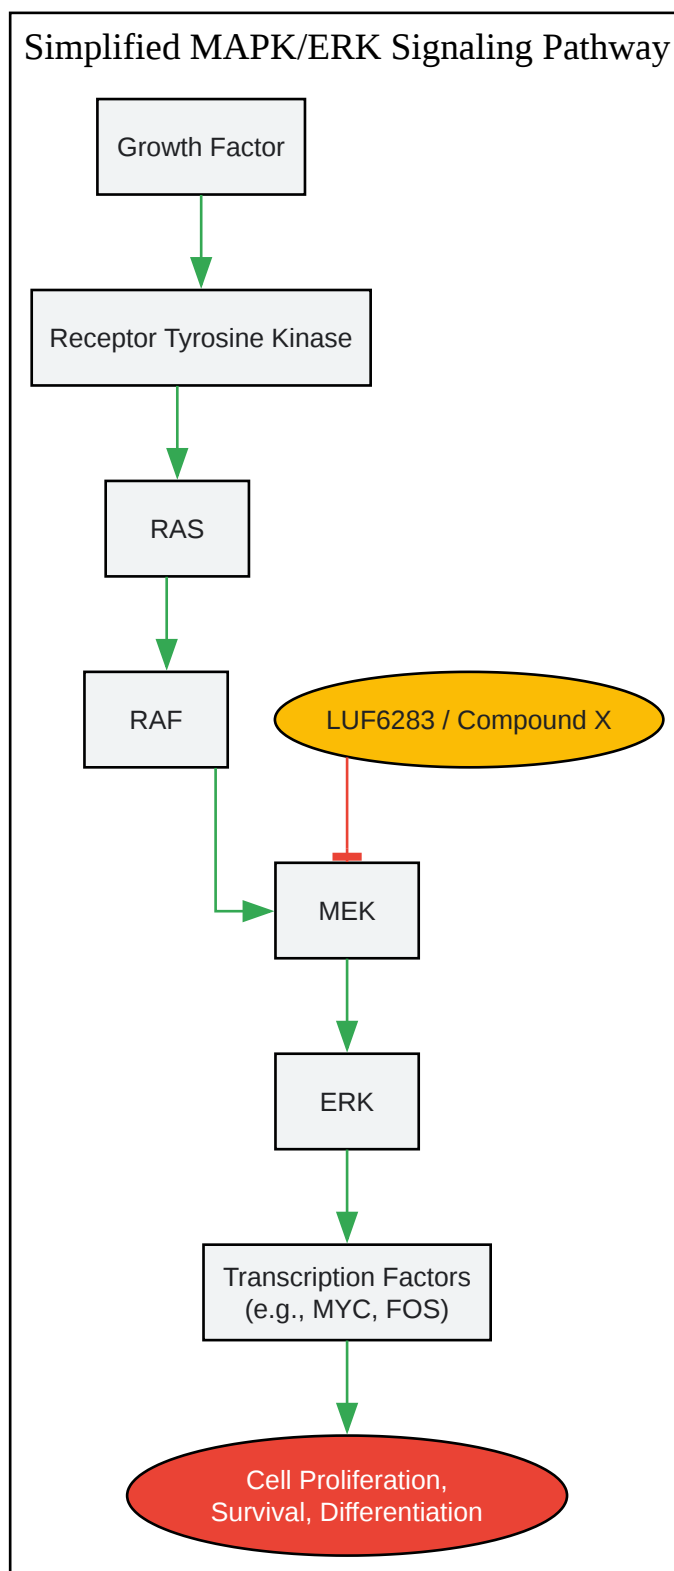 Simplified MAPK/ERK Signaling Pathway
Growth Factor
Receptor Tyrosine Kinase
RAS
RAF
LUF6283 / Compound X
MEK
ERK
Transcription Factors
(e.g., MYC, FOS)
Cell Proliferation,
Survival, Differentiation